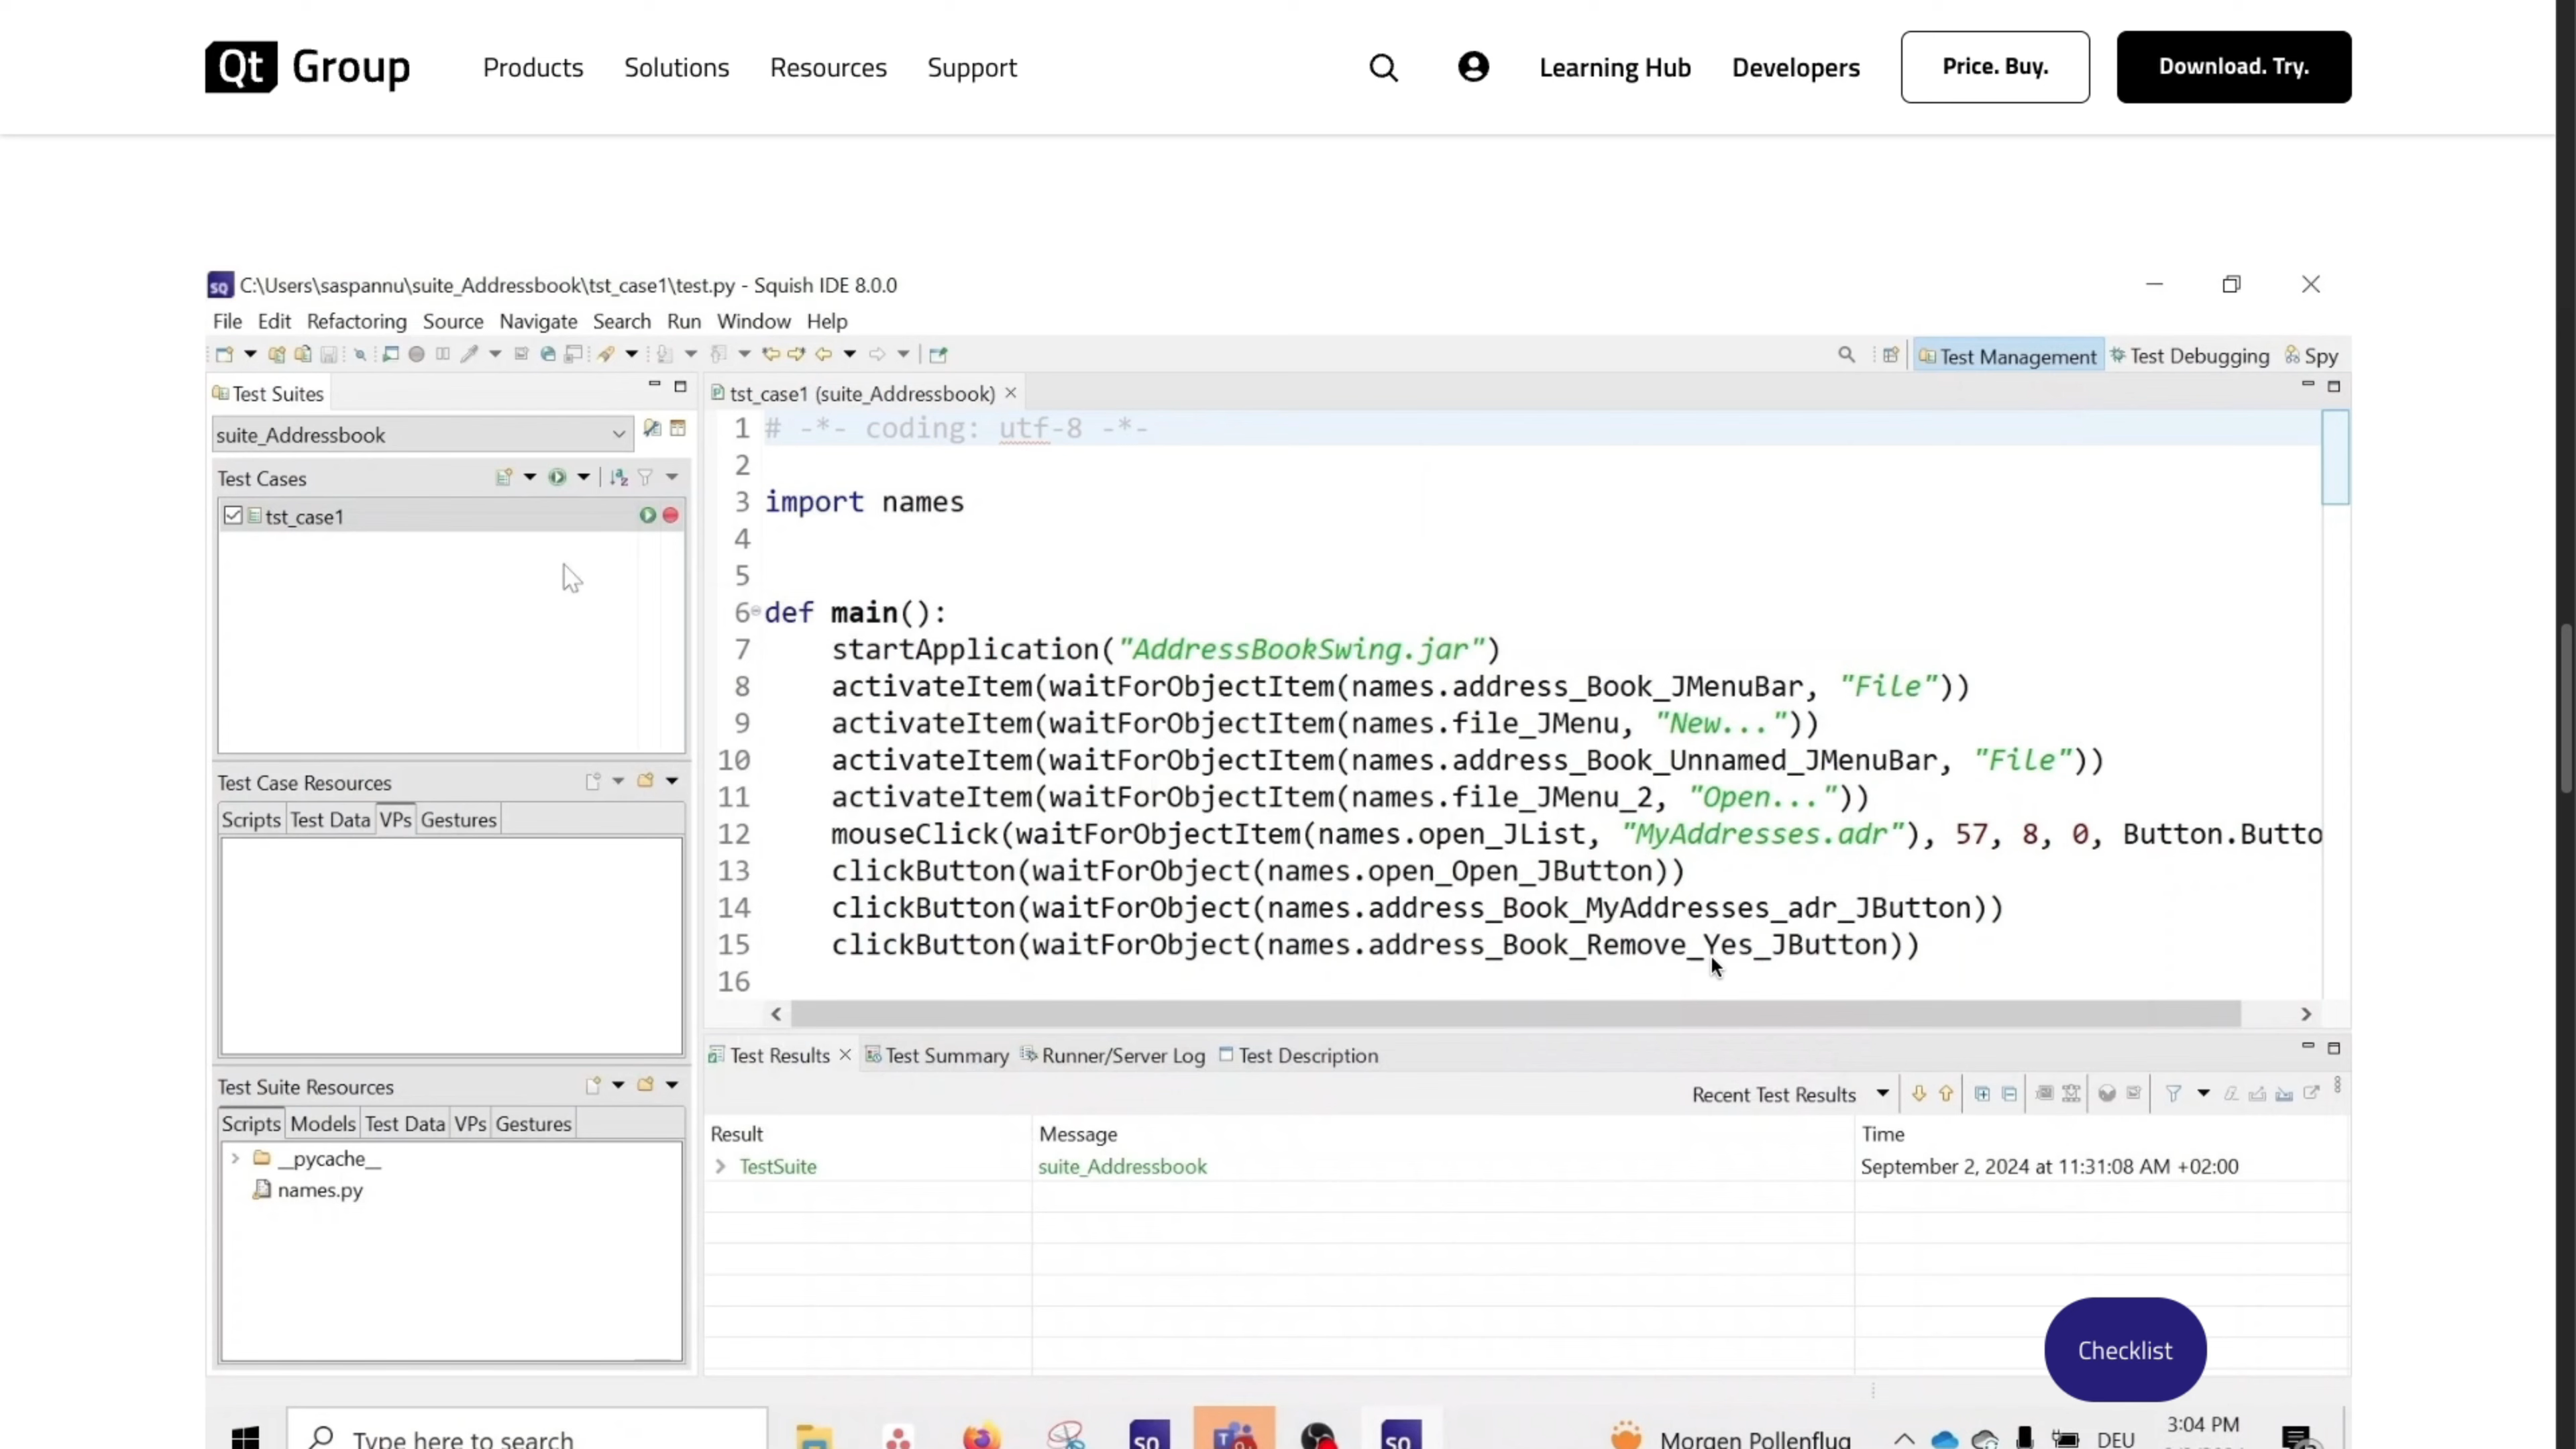 Qt Group Products Solutions Resources Support Learning Hub Developers Price. Buy. Download. Try.
SQ C:\Users\saspannu\suite_Addressbook\tst_case1\test.py - Squish IDE 8.0.0
File Edit Refactoring Source Navigate Search Run Window Help
Test Management Test Debugging Spy
Test Suites
suite_Addressbook
Test Cases
tst_case1
Test Case Resources
Scripts Test Data VPs Gestures
Test Suite Resources
Scripts Models Test Data VPs Gestures
__pycache__
names.py
tst_case1 (suite_Addressbook)
1 # -*- coding: utf-8 -*-
2
3 import names
4
5
6 def main():
7 startApplication("AddressBookSwing.jar")
8 activateItem(waitForObjectItem(names.address_Book_JMenuBar, "File"))
9 activateItem(waitForObjectItem(names.file_JMenu, "New..."))
10 activateItem(waitForObjectItem(names.address_Book_Unnamed_JMenuBar, "File"))
11 activateItem(waitForObjectItem(names.file_JMenu_2, "Open..."))
12 mouseClick(waitForObjectItem(names.open_JList, "MyAddresses.adr"), 57, 8, 0, Button.Butto
13 clickButton(waitForObject(names.open_Open_JButton))
14 clickButton(waitForObject(names.address_Book_MyAddresses_adr_JButton))
15 clickButton(waitForObject(names.address_Book_Remove_Yes_JButton))
16
Test Results Test Summary Runner/Server Log Test Description
Recent Test Results
Result Message Time
TestSuite suite_Addressbook September 2, 2024 at 11:31:08 AM +02:00
Checklist
Type here to search
SQ
SQ
Morgen Pollenflug
DEU
3:04 PM